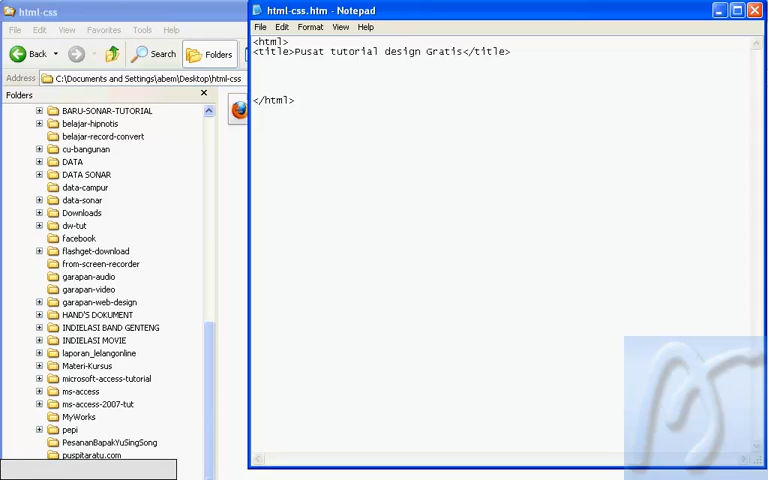 html-css
File Edit View Favorites Tools Help
Back Search Folders
Address C:\Documents and Settings\abem\Desktop\html-css
Folders
BARU-SONAR-TUTORIAL
belajar-hipnotis
belajar-record-convert
cu-bangunan
DATA
DATA SONAR
data-campur
data-sonar
Downloads
dw-tut
facebook
flashget-download
from-screen-recorder
garapan-audio
garapan-video
garapan-web-design
HAND'S DOKUMENT
INDIELASI BAND GENTENG
INDIELASI MOVIE
laporan_lelangonline
Materi-Kursus
microsoft-access-tutorial
ms-access
ms-access-2007-tut
MyWorks
pepi
PesananBapakYuSingSong
puspitaratu.com
html-css.htm - Notepad
File Edit Format View Help
<html>
<title>Pusat tutorial design Gratis</title>
</html>